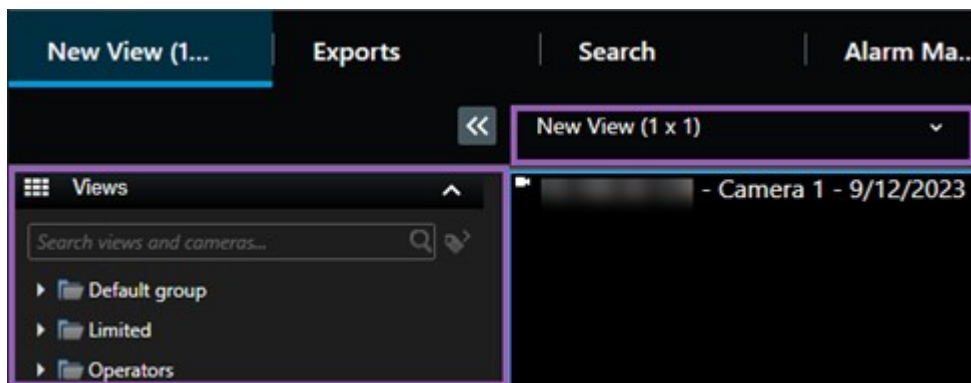 New View (1... Exports Search Alarm Ma..
New View (1 x 1)
Views
- Camera 1 - 9/12/2023
Search views and cameras...
Default group
Limited
Operators